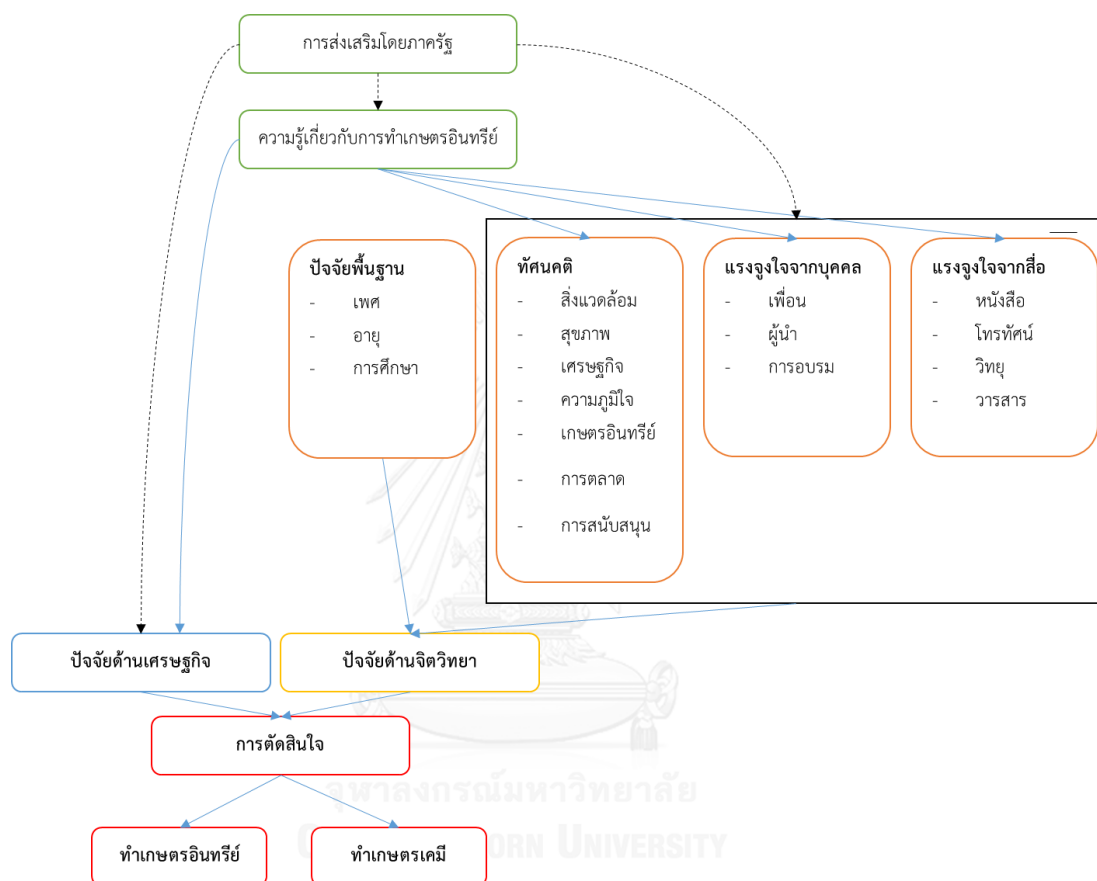 การส่งเสริมโดยภาครัฐ
ความรู้เกี่ยวกับการทำเกษตรอินทรีย์
ปัจจัยพื้นฐาน
- เพศ
- อายุ
- การศึกษา
ทัศนคติ
- สิ่งแวดล้อม
- สุขภาพ
- เศรษฐกิจ
- ความภูมิใจ
- เกษตรอินทรีย์
- การตลาด
- การสนับสนุน
แรงจูงใจจากบุคคล
- เพื่อน
- ผู้นำ
- การอบรม
แรงจูงใจจากสื่อ
- หนังสือ
- โทรทัศน์
- วิทยุ
- วารสาร
ปัจจัยด้านเศรษฐกิจ
ปัจจัยด้านจิตวิทยา
การตัดสินใจ
จุฬาลงกรณ์มหาวิทยาลัย
ทำเกษตรอินทรีย์
ทำเกษตรเคมี
UNIVERSITY